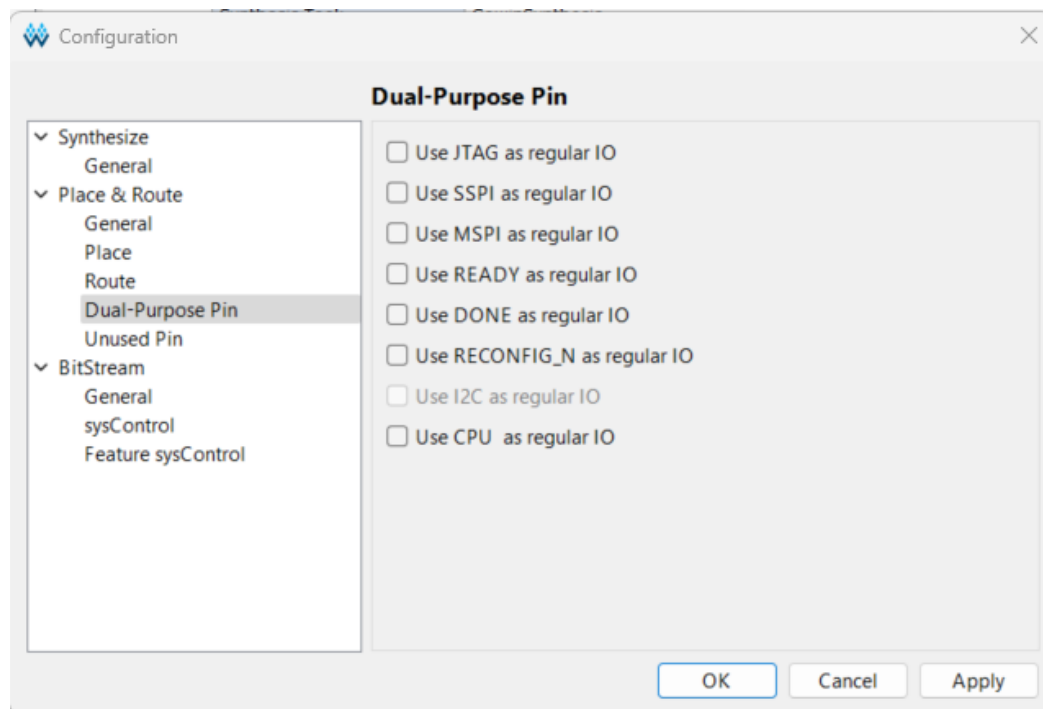 Configuration
Dual-Purpose Pin
Synthesize
General
Place & Route
General
Place
Route
Dual-Purpose Pin
Unused Pin
BitStream
General
sysControl
Feature sysControl
Use JTAG as regular IO
Use SSPI as regular IO
Use MSPI as regular IO
Use READY as regular IO
Use DONE as regular IO
Use RECONFIG_N as regular IO
Use I2C as regular IO
Use CPU  as regular IO
OK
Cancel
Apply